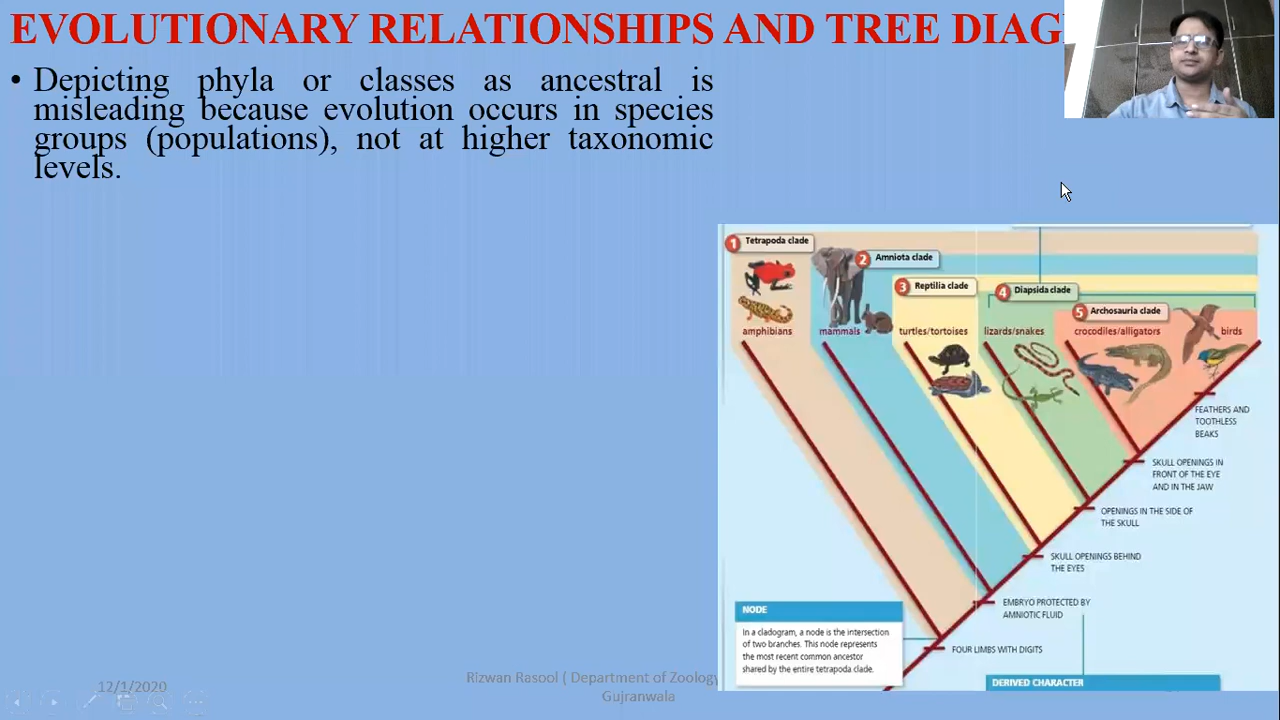 EVOLUTIONARY RELATIONSHIPS AND TREE DIAG
• Depicting phyla or classes as ancestral is
misleading because evolution occurs in species
groups (populations), not at higher taxonomic
levels.
1 Tetrapoda clade
2 Amniota clade
3 Reptilia clade
4 Diapsida clade
5 Archosauria clade
amphibians
mammals
turtles/tortoises
lizards/snakes
crocodiles/alligators
birds
FEATHERS AND
TOOTHLESS
BEAKS
SKULL OPENINGS IN
FRONT OF THE EYE
AND IN THE JAW
OPENINGS IN THE SIDE OF
THE SKULL
SKULL OPENINGS BEHIND
THE EYES
EMBRYO PROTECTED BY
AMNIOTIC FLUID
FOUR LIMBS WITH DIGITS
NODE
In a cladogram, a node is the intersection
of two branches. This node represents
the most recent common ancestor
shared by the entire tetrapoda clade.
DERIVED CHARACTER
12/1/2020
Rizwan Rasool ( Department of Zoology
Gujranwala